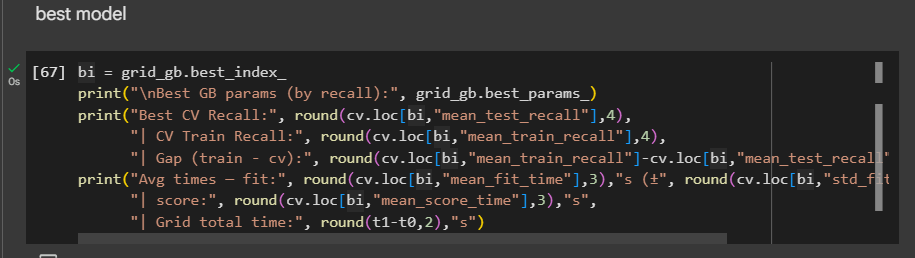 best model
[67] bi = grid_gb.best_index_
0s
print("\nBest GB params (by recall):", grid_gb.best_params_)
print("Best CV Recall:", round(cv.loc[bi,"mean_test_recall"],4),
"| CV Train Recall:", round(cv.loc[bi,"mean_train_recall"],4),
"| Gap (train - cv):", round(cv.loc[bi,"mean_train_recall"]-cv.loc[bi,"mean_test_recall"
print("Avg times — fit:", round(cv.loc[bi,"mean_fit_time"],3),"s (±", round(cv.loc[bi,"std_fit
"| score:", round(cv.loc[bi,"mean_score_time"],3),"s",
"| Grid total time:", round(t1-t0,2),"s")